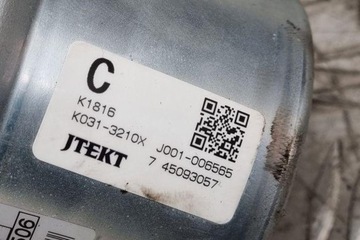 C
K1816
K031-3210X J001-006565
JTEKT 7 45093057